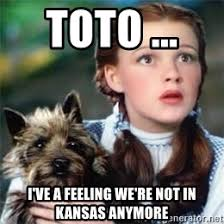 TOTO ...
I'VE A FEELING WE'RE NOT IN
KANSAS ANYMORE